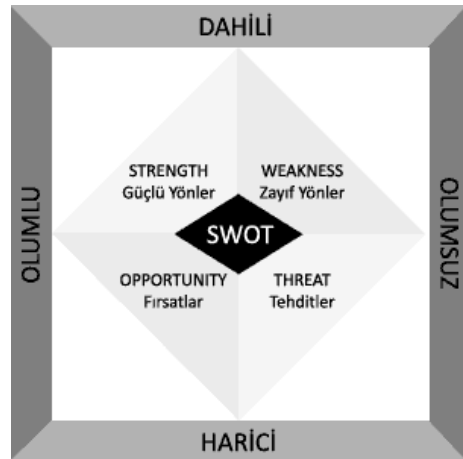 DAHİLİ
STRENGTH
Güçlü Yönler
WEAKNESS
Zayıf Yönler
OLUMLU
SWOT
OLUMSUZ
OPPORTUNITY
Fırsatlar
THREAT
Tehditler
HARİCİ